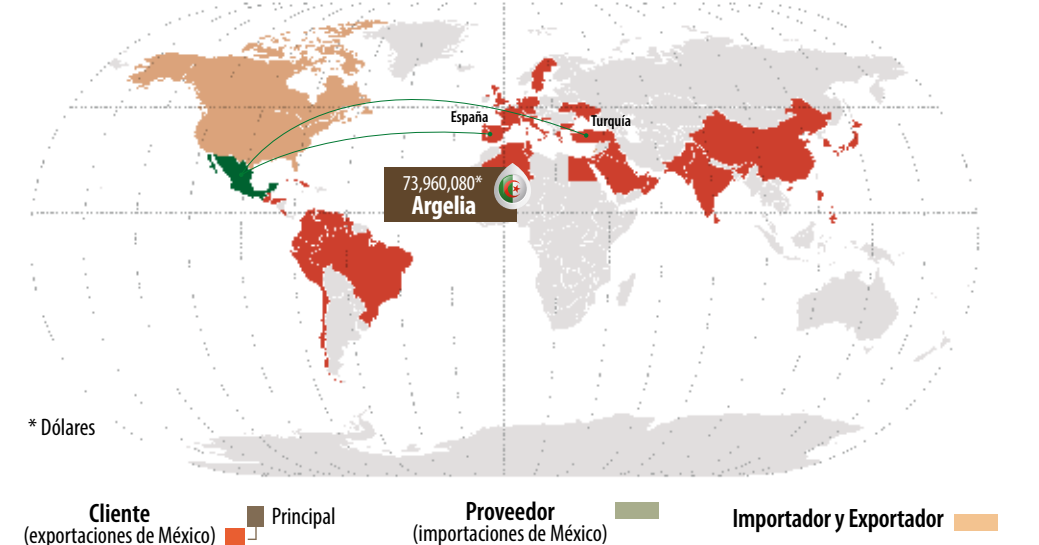 España
Turquía
73,960,080*
Argelia
* Dólares
Cliente
(exportaciones de México)
Principal
Proveedor
(importaciones de México)
Importador y Exportador